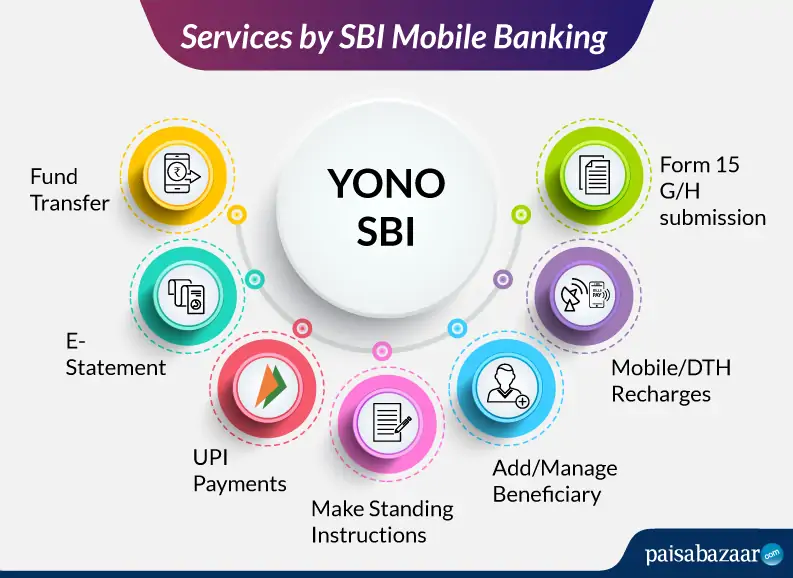 Services by SBI Mobile Banking
YONO
SBI
Fund
Transfer
E-
Statement
UPI
Payments
Make Standing
Instructions
Add/Manage
Beneficiary
Mobile/DTH
Recharges
BILLS
PAY
Form 15
G/H
submission
paisabazaar.com